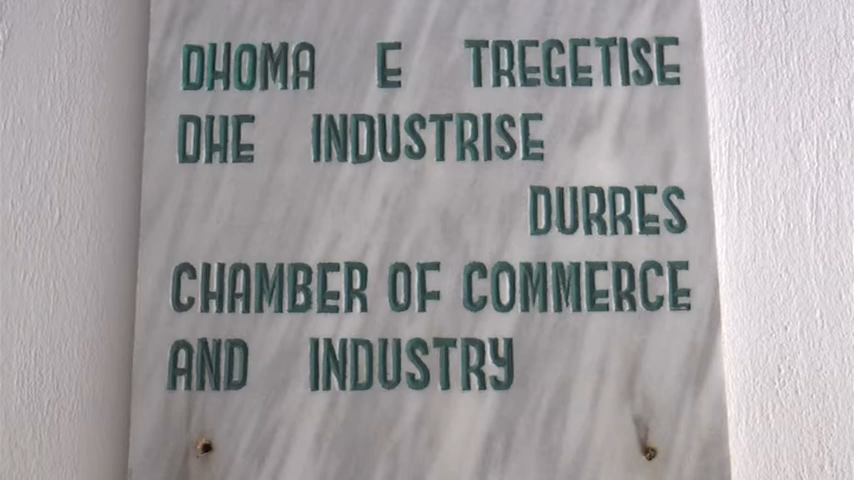 DHOMA E TREGETISE
DHE INDUSTRISE
DURRES
CHAMBER OF COMMERCE
AND INDUSTRY